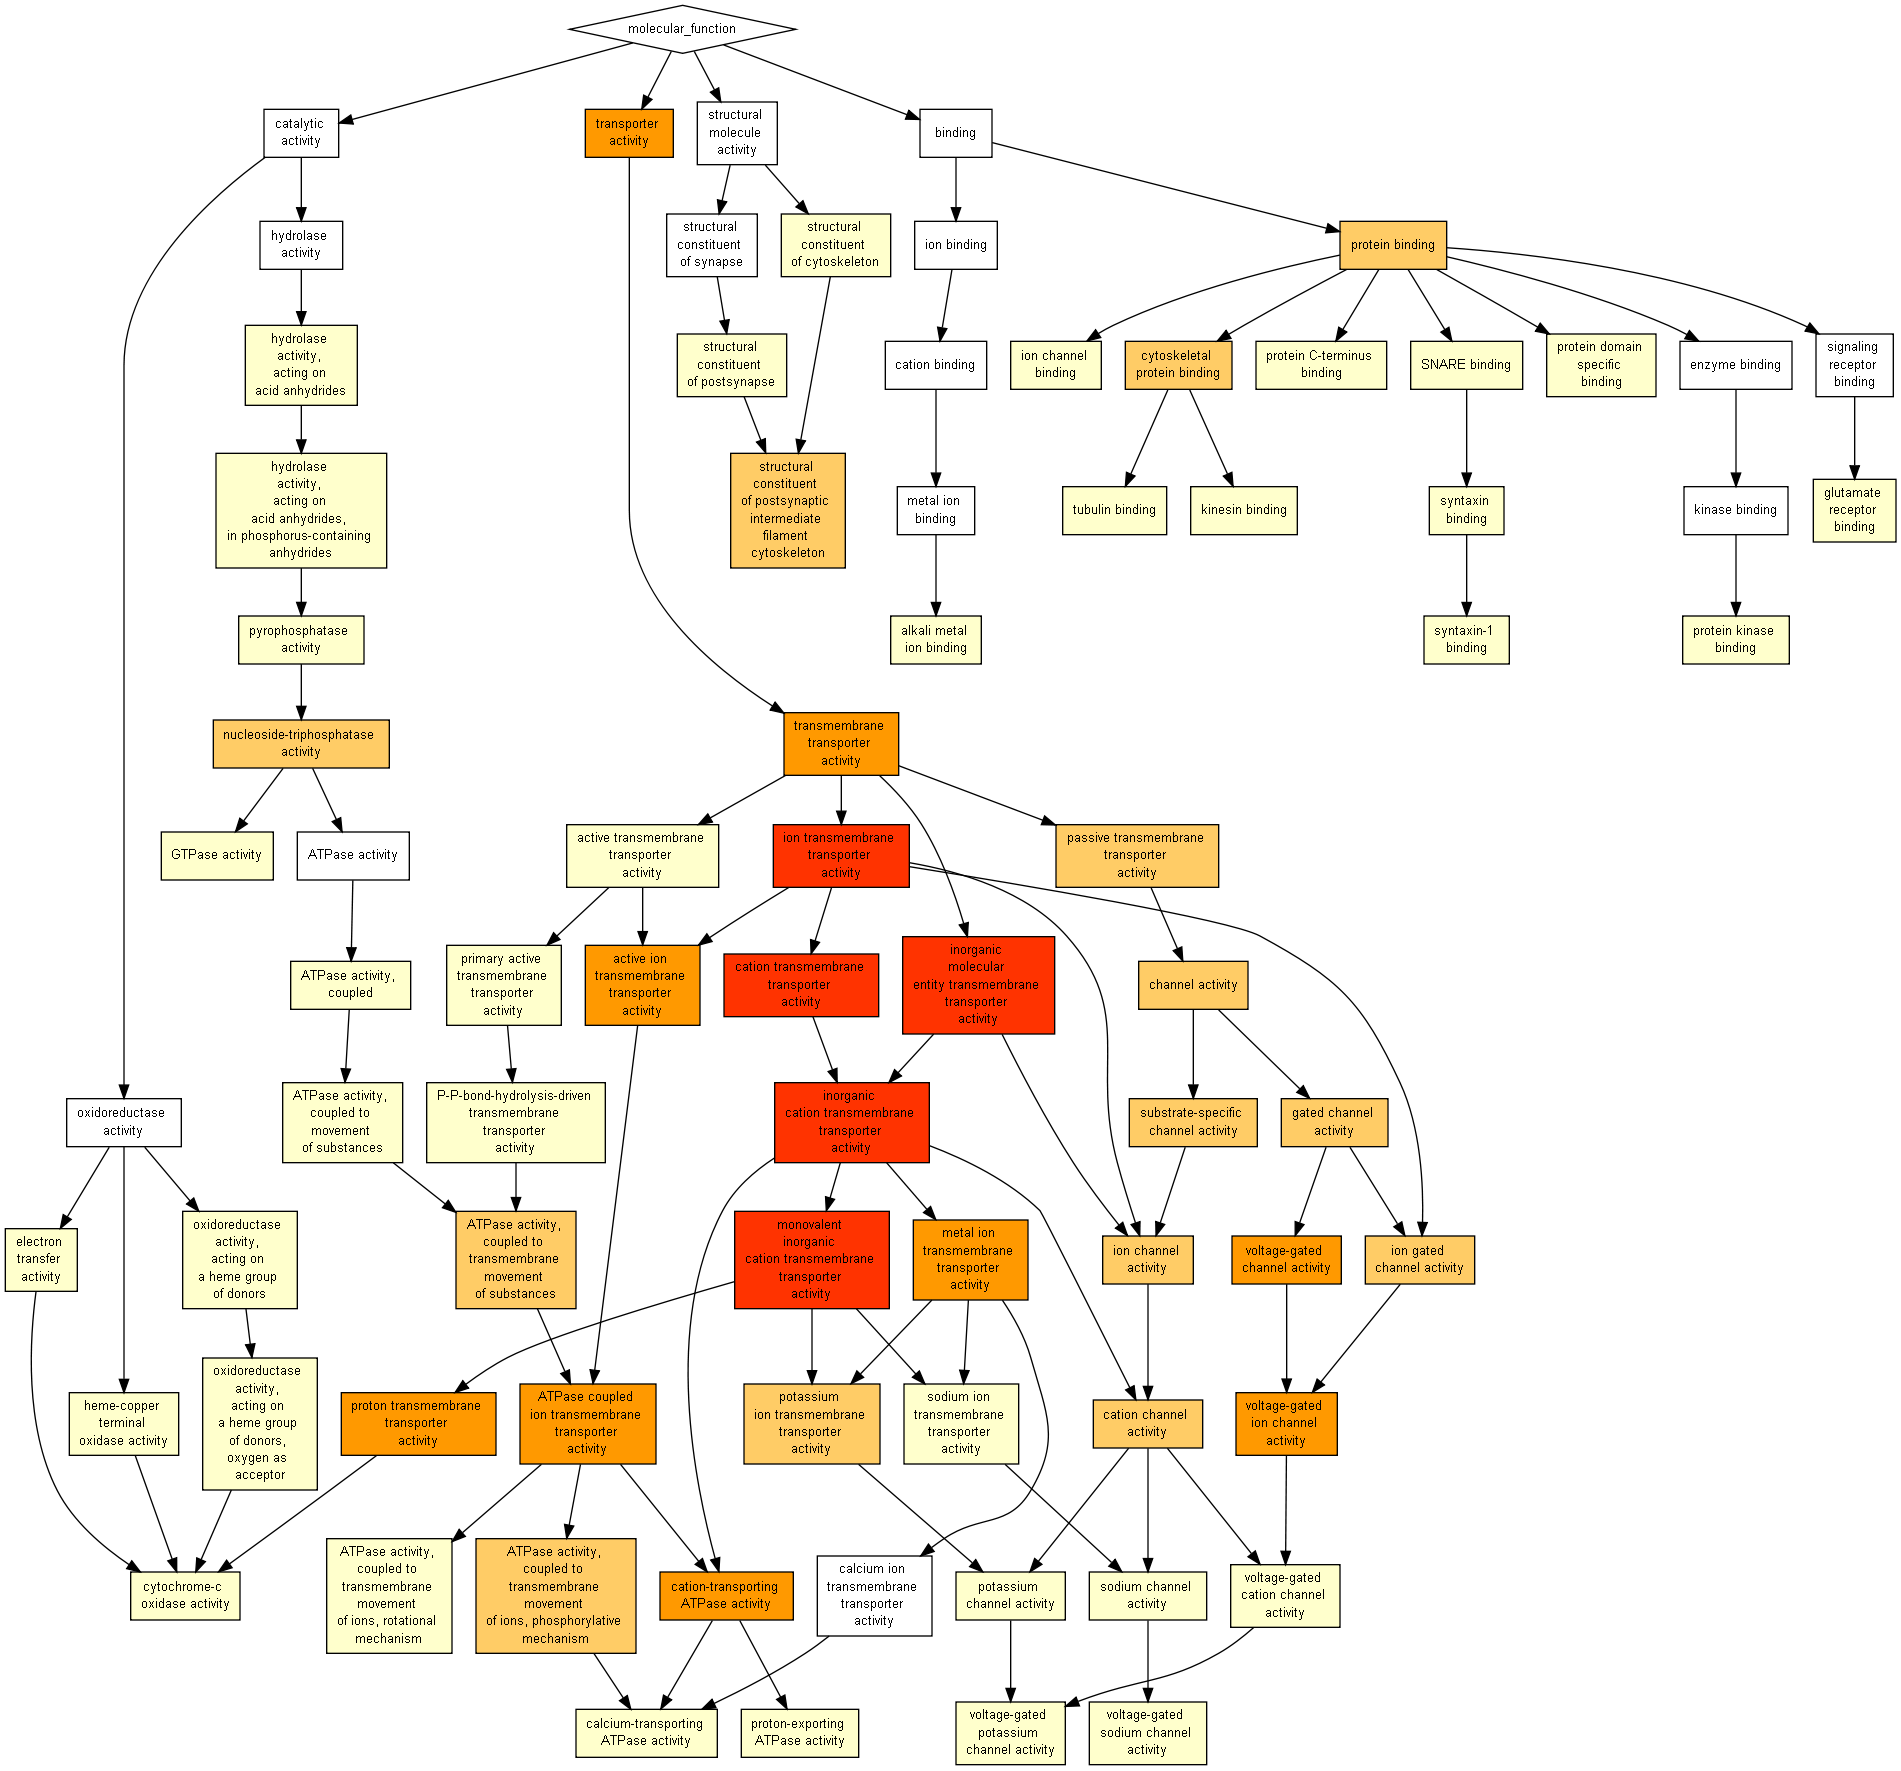 molecular_function
catalytic
activity
transporter
activity
structural
molecule
activity
binding
hydrolase
activity
structural
constituent
of synapse
structural
constituent
of cytoskeleton
ion binding
protein binding
hydrolase
activity,
acting on
acid anhydrides
structural
constituent
of postsynapse
cation binding
ion channel
binding
cytoskeletal
protein binding
protein C-terminus
binding
SNARE binding
protein domain
specific
binding
enzyme binding
signaling
receptor
binding
hydrolase
activity,
acting on
acid anhydrides,
in phosphorus-containing
anhydrides
structural
constituent
of postsynaptic
intermediate
filament
cytoskeleton
metal ion
binding
tubulin binding
kinesin binding
syntaxin
binding
kinase binding
glutamate
receptor
binding
pyrophosphatase
activity
alkali metal
ion binding
syntaxin-1
binding
protein kinase
binding
nucleoside-triphosphatase
activity
transmembrane
transporter
activity
GTPase activity
ATPase activity
active transmembrane
transporter
activity
ion transmembrane
transporter
activity
passive transmembrane
transporter
activity
ATPase activity,
coupled
primary active
transmembrane
transporter
activity
active ion
transmembrane
transporter
activity
cation transmembrane
transporter
activity
inorganic
molecular
entity transmembrane
transporter
activity
channel activity
oxidoreductase
activity
ATPase activity,
coupled to
movement
of substances
P-P-bond-hydrolysis-driven
transmembrane
transporter
activity
inorganic
cation transmembrane
transporter
activity
substrate-specific
channel activity
gated channel
activity
electron
transfer
activity
oxidoreductase
activity,
acting on
a heme group
of donors
ATPase activity,
coupled to
transmembrane
movement
of substances
monovalent
inorganic
cation transmembrane
transporter
activity
metal ion
transmembrane
transporter
activity
ion channel
activity
voltage-gated
channel activity
ion gated
channel activity
heme-copper
terminal
oxidase activity
oxidoreductase
activity,
acting on
a heme group
of donors,
oxygen as
acceptor
proton transmembrane
transporter
activity
ATPase coupled
ion transmembrane
transporter
activity
potassium
ion transmembrane
transporter
activity
sodium ion
transmembrane
transporter
activity
cation channel
activity
voltage-gated
ion channel
activity
cytochrome-c
oxidase activity
ATPase activity,
coupled to
transmembrane
movement
of ions, rotational
mechanism
ATPase activity,
coupled to
transmembrane
movement
of ions, phosphorylative
mechanism
cation-transporting
ATPase activity
calcium ion
transmembrane
transporter
activity
potassium
channel activity
sodium channel
activity
voltage-gated
cation channel
activity
calcium-transporting
ATPase activity
proton-exporting
ATPase activity
voltage-gated
potassium
channel activity
voltage-gated
sodium channel
activity